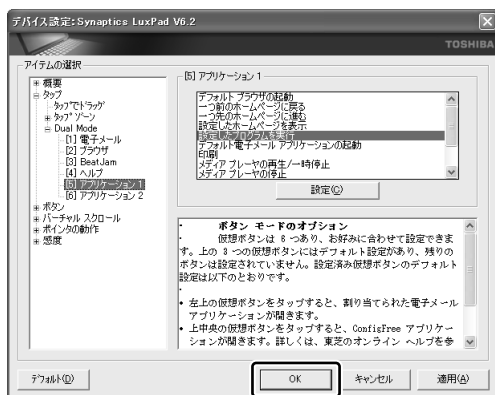 デバイス設定：Synaptics LuxPad V6.2
TOSHIBA
アイテムの選択
概要
タップ
タップでドラッグ
タップ ゾーン
Dual Mode
[1] 電子メール
[2] ブラウザ
[3] BeatJam
[4] ヘルプ
[5] アプリケーション 1
[6] アプリケーション 2
ボタン
バーチャル スクロール
ポインタの動作
感度
[5] アプリケーション 1
デフォルト ブラウザの起動
一つ前のホームページに戻る
一つ先のホームページに進む
設定したホームページを表示
設定したプログラムを実行
デフォルト電子メール アプリケーションの起動
印刷
メディア プレーヤの再生／一時停止
メディア プレーヤの停止
設定(C)
・ ボタン モードのオプション
・ 仮想ボタンは 6 つあり、お好みに合わせて設定できま
す。上の 3 つの仮想ボタンにはデフォルト設定があり、残りの
ボタンは設定されていません。設定済み仮想ボタンのデフォルト
設定は以下のとおりです。
・
・ 左上の仮想ボタンをタップすると、割り当てられた電子メール
アプリケーションが開きます。
・ 上中央の仮想ボタンをタップすると、ConfigFree アプリケー
ションが開きます。詳しくは、東芝のオンライン ヘルプを参
デフォルト(D)
OK
キャンセル
適用(A)